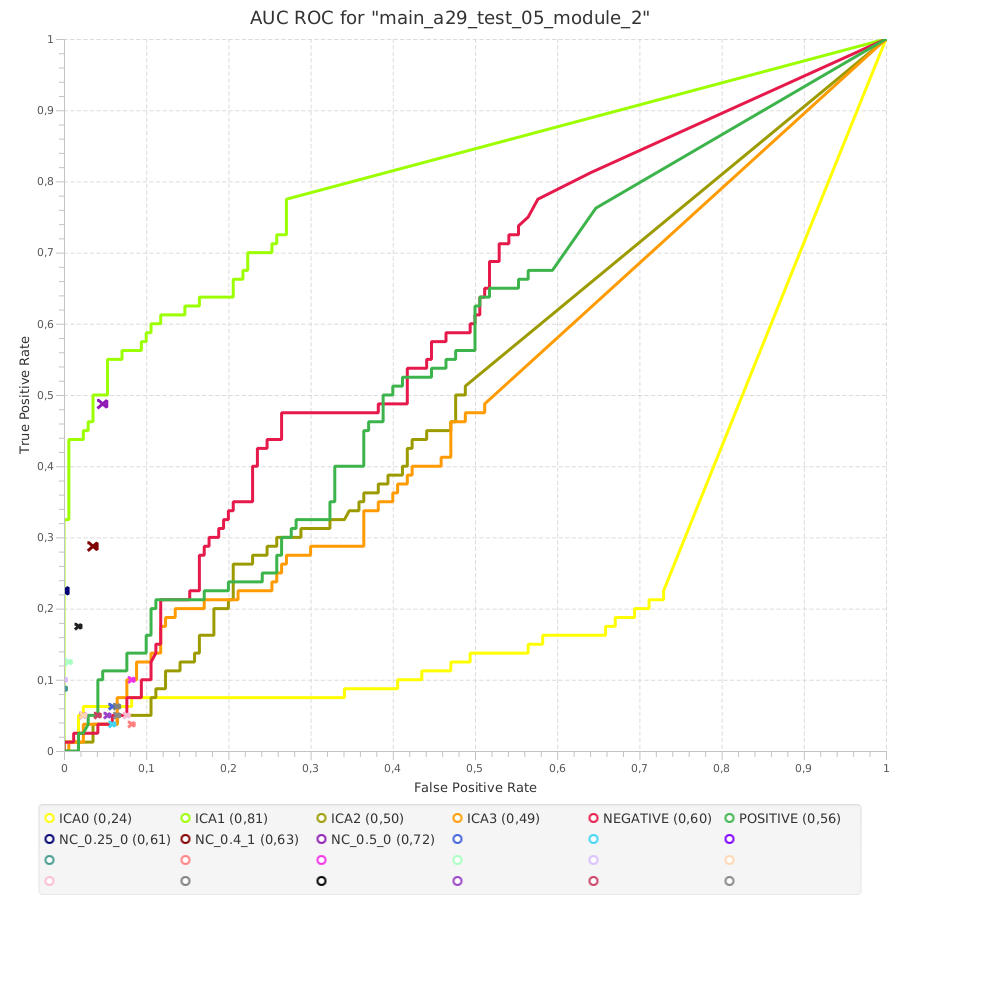 AUC ROC for "main_a29_test_05_module_2"
1
0,9
0,8
0,7
0,6
0,5
0,4
0,3
0,2
0,1
0
True Positive Rate
0 0,1 0,2 0,3 0,4 0,5 0,6 0,7 0,8 0,9 1
False Positive Rate
ICA0 (0,24) ICA1 (0,81) ICA2 (0,50) ICA3 (0,49) NEGATIVE (0,60) POSITIVE (0,56)
NC_0.25_0 (0,61) NC_0.4_1 (0,63) NC_0.5_0 (0,72)